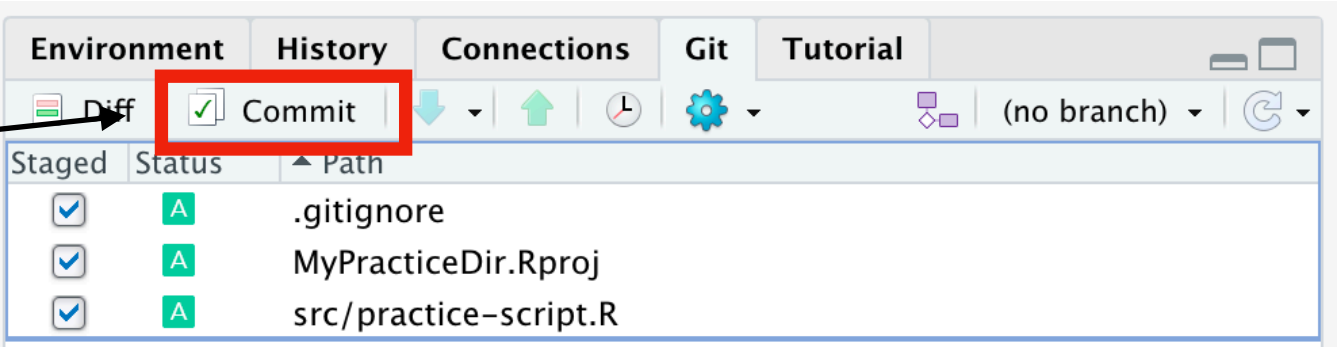 Environment History Connections Git Tutorial
Diff Commit (no branch)
Staged Status Path
A .gitignore
A MyPracticeDir.Rproj
A src/practice-script.R